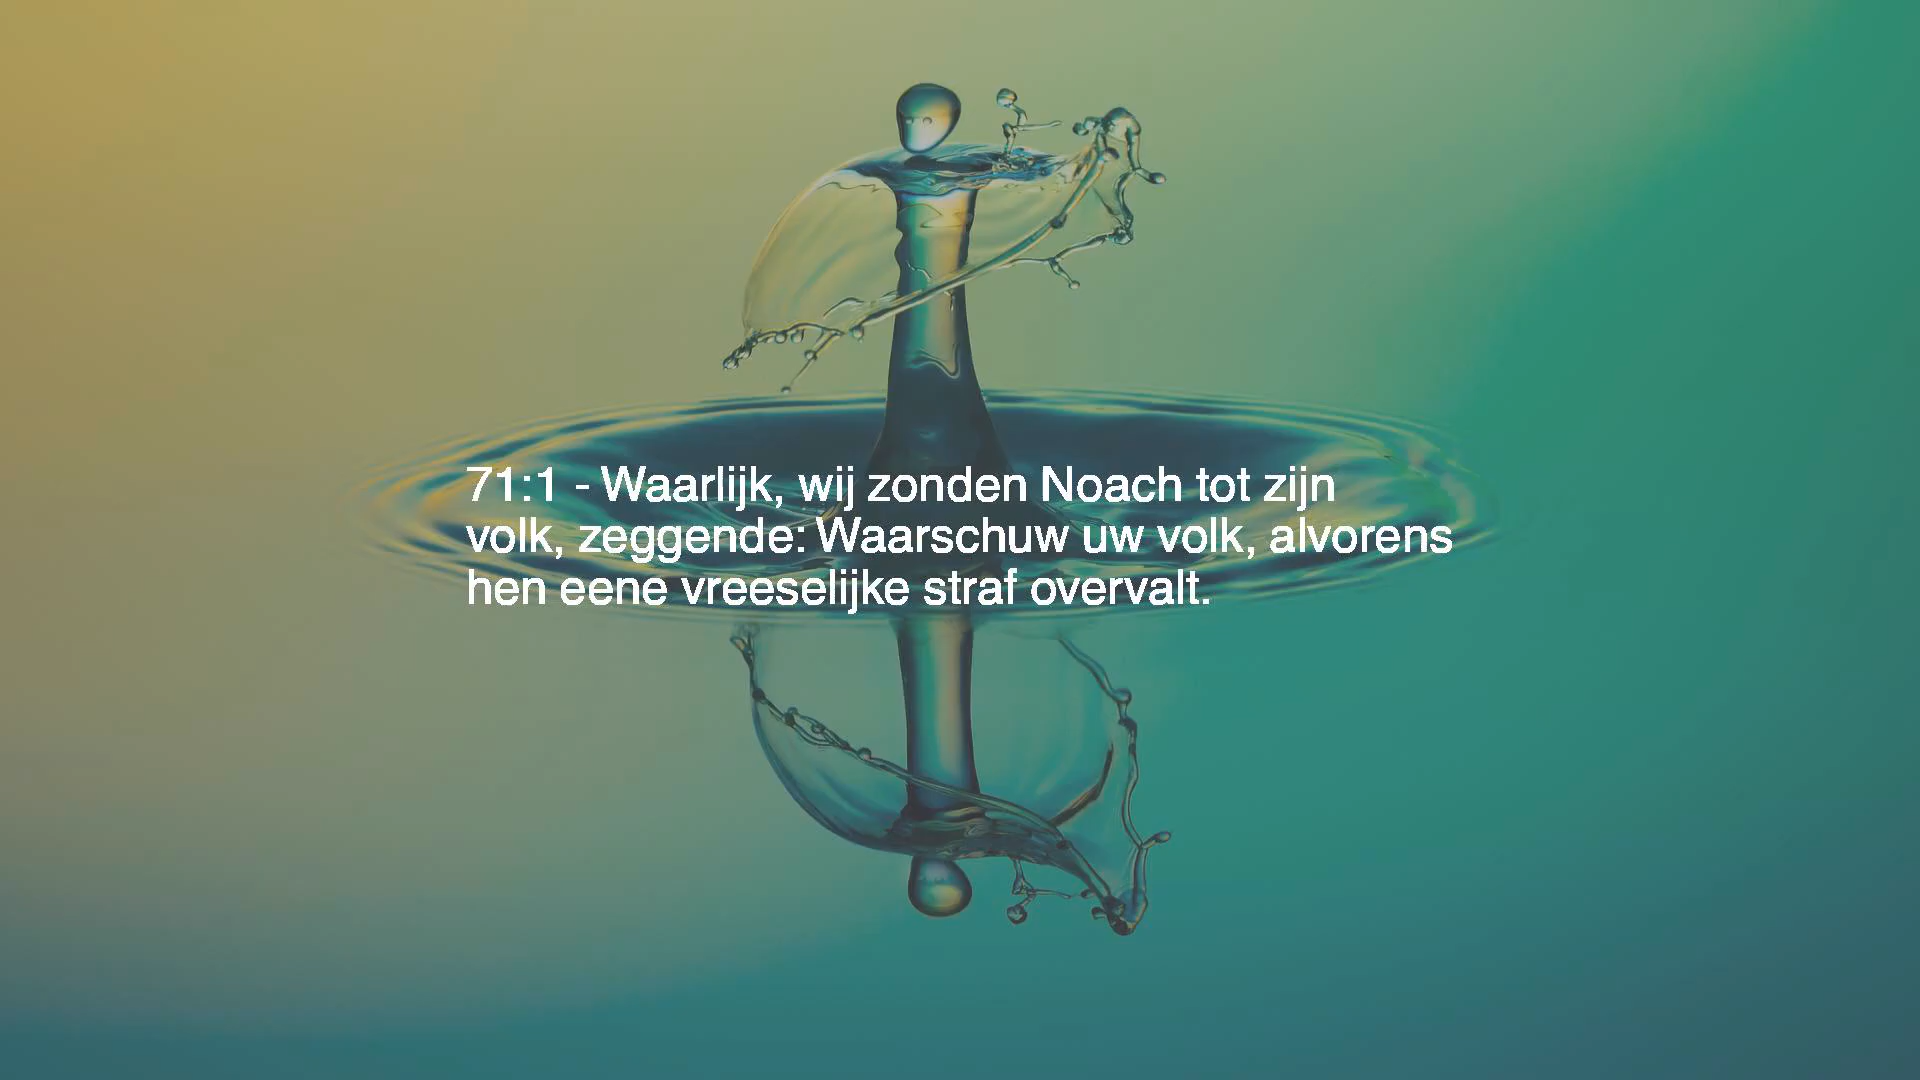 71:1 - Waarlijk, wij zonden Noach tot zijn
volk, zeggende: Waarschuw uw volk, alvorens
hen eene vreeselijke straf overvalt.